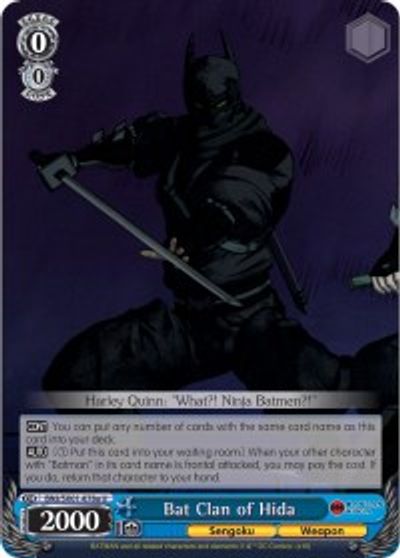 0
0
Harley Quinn: "What?! Ninja Batmen?!"
You can put any number of cards with the same card name as
this card into your deck.
Put this card into your waiting room] When your other character
with "Batman" in its card name is frontal attacked, you may pay the cost. If
you do, return that character to your hand.
Bat Clan of Hida
2000
Sengoku
Weapon